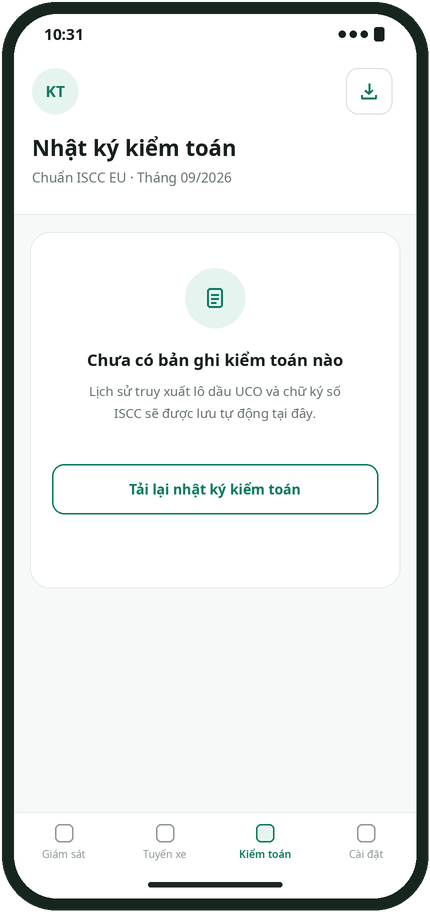 10:31
KT
Nhật ký kiểm toán
Chuẩn ISCC EU · Tháng 09/2026
Chưa có bản ghi kiểm toán nào
Lịch sử truy xuất lô dầu UCO và chữ ký số
ISCC sẽ được lưu tự động tại đây.
Tải lại nhật ký kiểm toán
Giám sát
Tuyến xe
Kiểm toán
Cài đặt